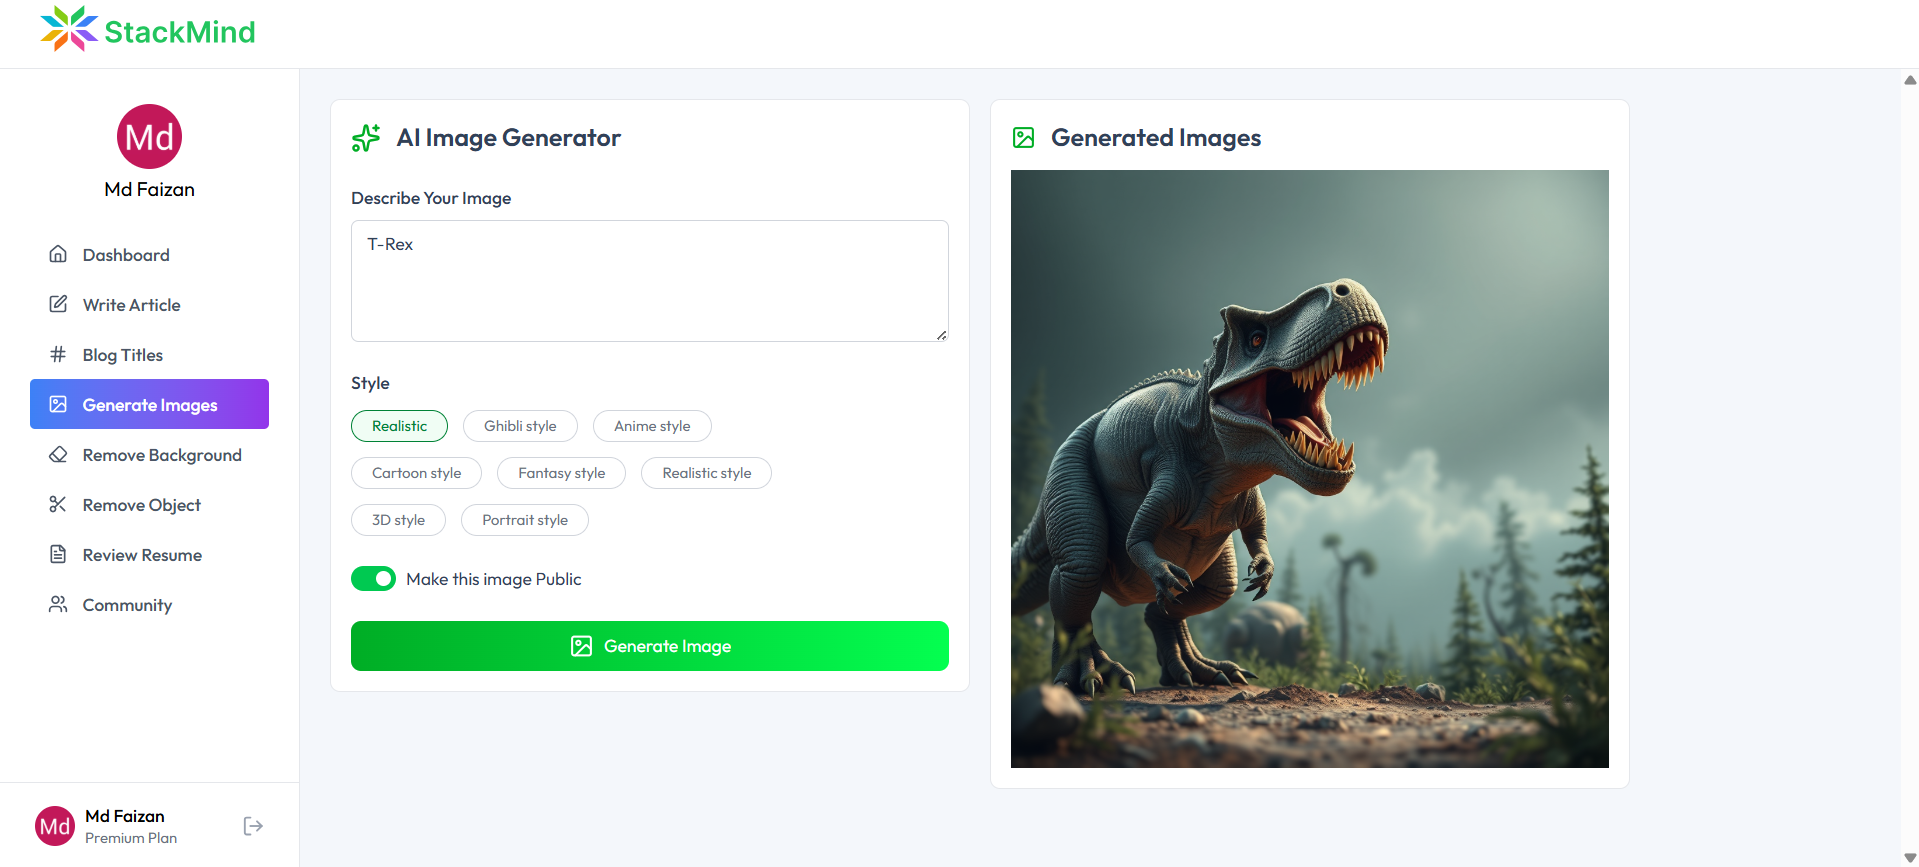 StackMind
Md
Md Faizan
Dashboard
Write Article
Blog Titles
Generate Images
Remove Background
Remove Object
Review Resume
Community
Md
Md Faizan
Premium Plan
AI Image Generator
Describe Your Image
T-Rex
Style
Realistic
Ghibli style
Anime style
Cartoon style
Fantasy style
Realistic style
3D style
Portrait style
Make this image Public
Generate Image
Generated Images